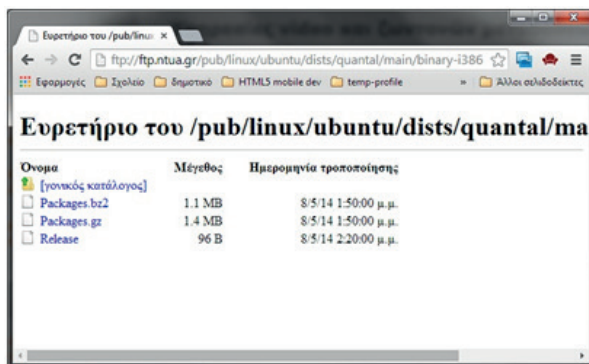 Ευρετήριο του /pub/linux
ftp://ftp.ntua.gr/pub/linux/ubuntu/dists/quantal/main/binary-i386
Εφαρμογές Σχολείο δημοτικό HTML5 mobile dev temp-profile » Άλλοι σελιδοδείκτες
Ευρετήριο του /pub/linux/ubuntu/dists/quantal/ma
Όνομα Μέγεθος Ημερομηνία τροποποίησης
[γονικός κατάλογος]
Packages.bz2 1.1 MB 8/5/14 1:50:00 μ.μ.
Packages.gz 1.4 MB 8/5/14 1:50:00 μ.μ.
Release 96 B 8/5/14 2:20:00 μ.μ.